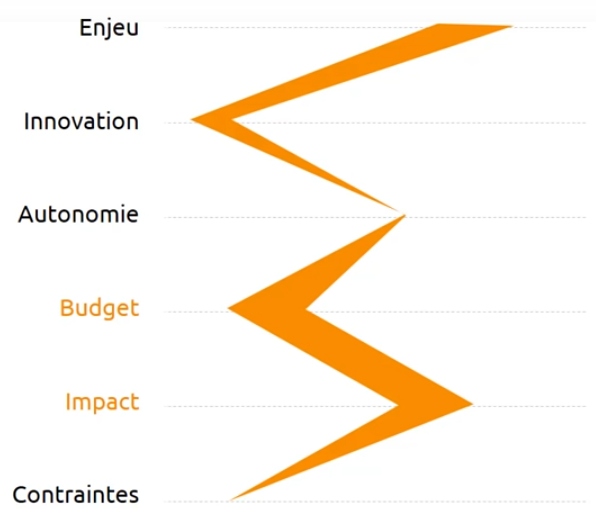 Enjeu
Innovation
Autonomie
Budget
Impact
Contraintes